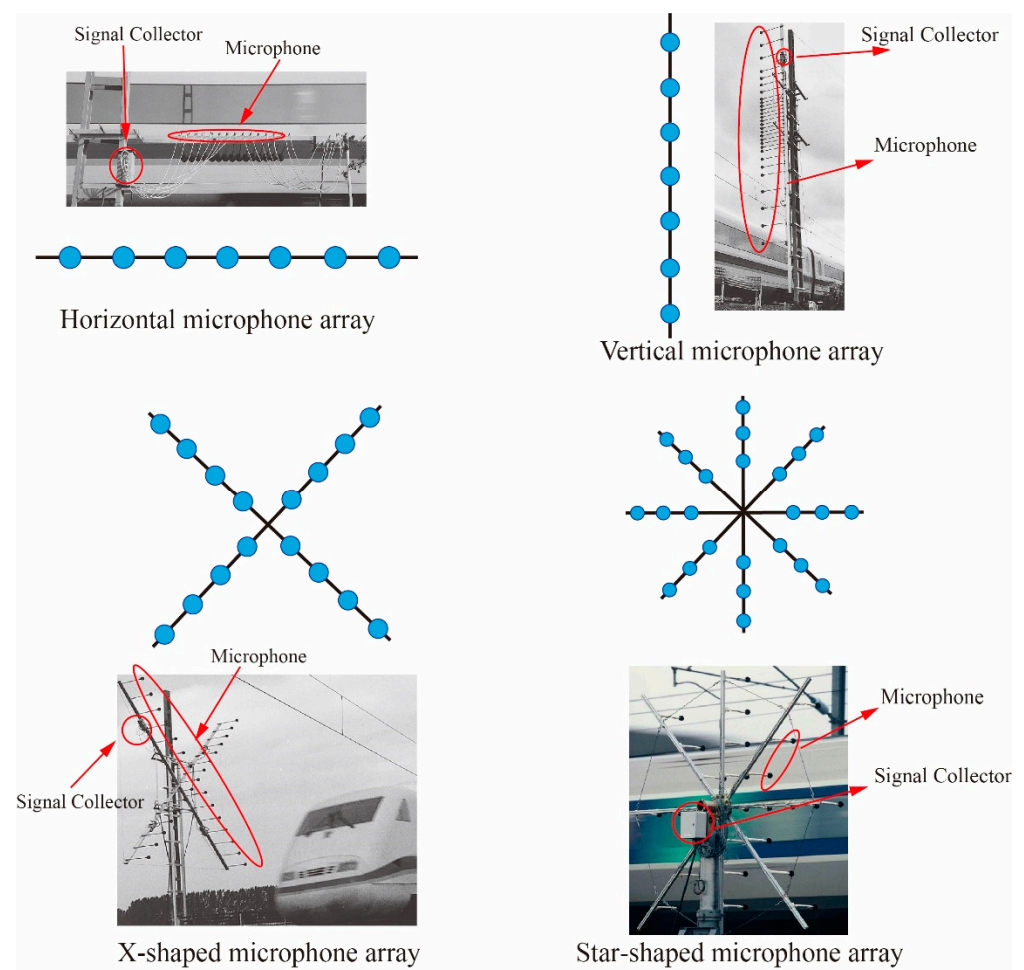 Signal Collector
Microphone
Horizontal microphone array
Signal Collector
Microphone
Vertical microphone array
Microphone
Signal Collector
X-shaped microphone array
Microphone
Signal Collector
Star-shaped microphone array